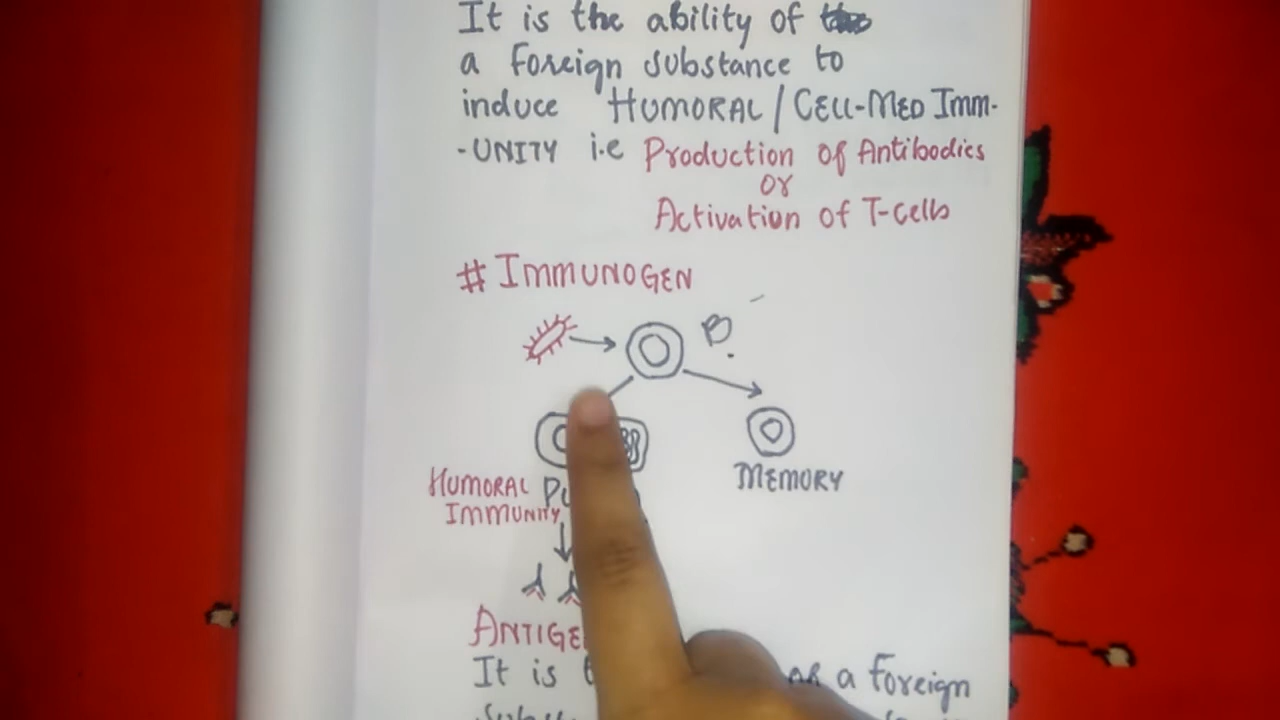 It is the ability of
a foreign substance to
induce HUMORAL / CELL-MED IMM-
-UNITY i.e Production of Antibodies
or
Activation of T-cells
# IMMUNOGEN
B
MEMORY
HUMORAL
IMMUNITY
It is a foreign